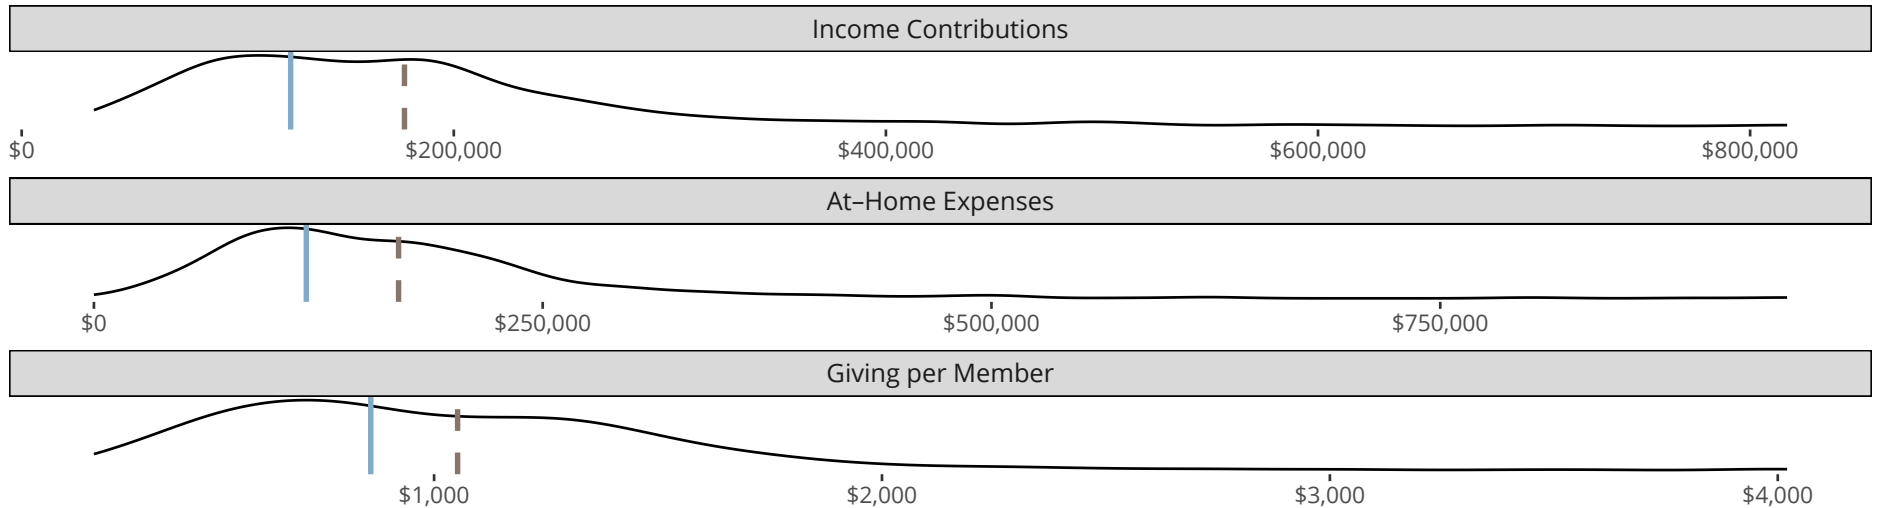 Income Contributions
$0 $200,000 $400,000 $600,000 $800,000
At–Home Expenses
$0 $250,000 $500,000 $750,000
Giving per Member
$1,000 $2,000 $3,000 $4,000